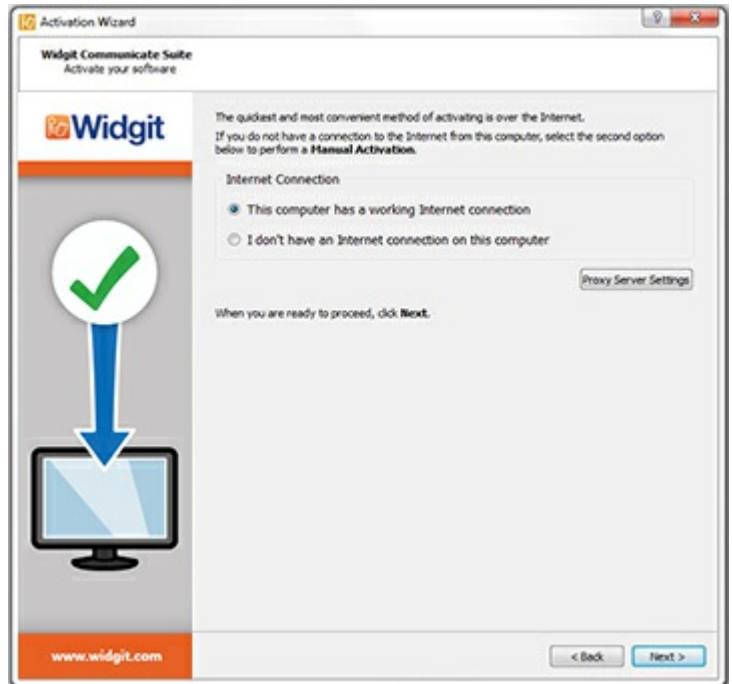 Activation Wizard
Widgit Communicate Suite
Activate your software
Widgit
The quickest and most convenient method of activating is over the Internet.
If you do not have a connection to the Internet from this computer, select the second option
below to perform a Manual Activation.
Internet Connection
This computer has a working Internet connection
I don't have an Internet connection on this computer
Proxy Server Settings
When you are ready to proceed, click Next.
www.widgit.com
< Back
Next >